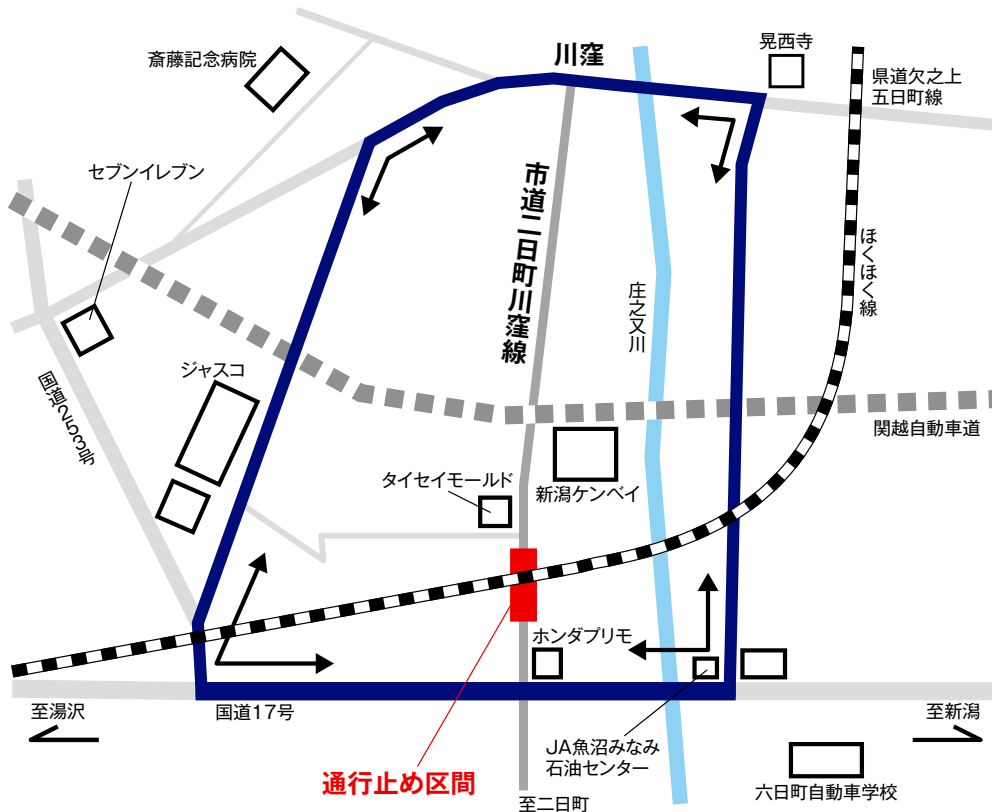 川窪
晃西寺
斎藤記念病院
県道欠之上
五日町線
セブンイレブン
市道二日町川窪線
ほくほく線
庄之又川
ジャスコ
国道253号
関越自動車道
タイセイモールド
新潟ケンベイ
ホンダプリモ
至湯沢
国道17号
至新潟
JA魚沼みなみ
石油センター
通行止め区間
六日町自動車学校
至二日町